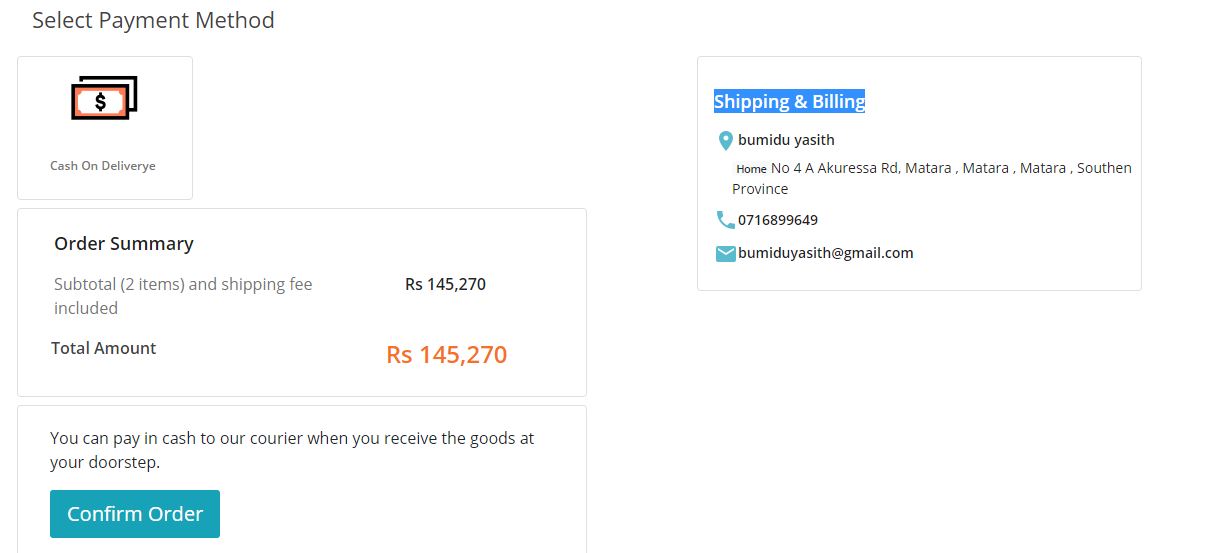 Select Payment Method
$
Cash On Deliverye
Order Summary
Subtotal (2 items) and shipping fee
included
Rs 145,270
Total Amount
Rs 145,270
You can pay in cash to our courier when you receive the goods at
your doorstep.
Confirm Order
Shipping & Billing
bumidu yasith
Home No 4 A Akuressa Rd, Matara , Matara , Matara , Southen
Province
0716899649
bumiduyasith@gmail.com